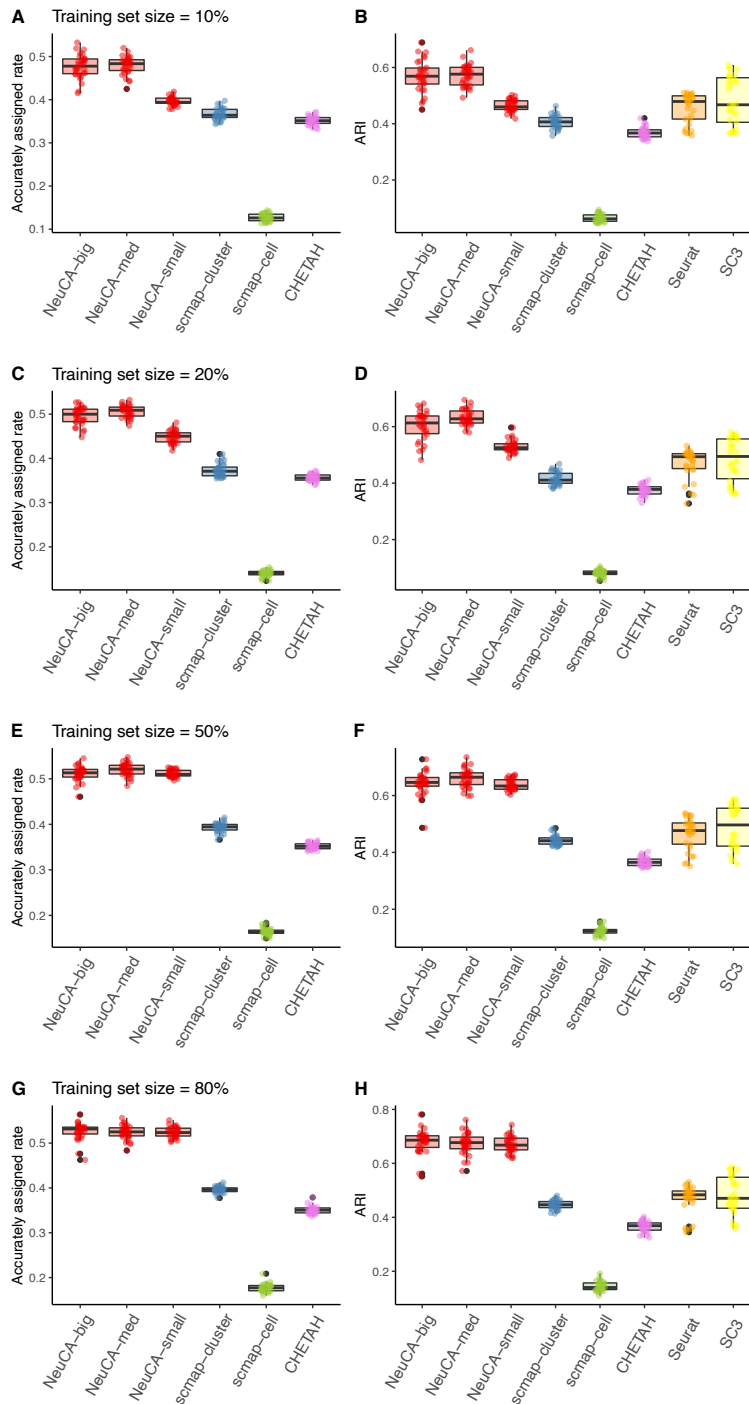 A Training set size = 10%
Accurately assigned rate
0.5
0.4
0.3
0.2
0.1
NeuCA−big
NeuCA−med
NeuCA−small
scmap−cluster
scmap−cell
CHETAH
B
ARI
0.6
0.4
0.2
NeuCA−big
NeuCA−med
NeuCA−small
scmap−cluster
scmap−cell
CHETAH
Seurat
SC3
C Training set size = 20%
Accurately assigned rate
0.5
0.4
0.3
0.2
NeuCA−big
NeuCA−med
NeuCA−small
scmap−cluster
scmap−cell
CHETAH
D
ARI
0.6
0.4
0.2
NeuCA−big
NeuCA−med
NeuCA−small
scmap−cluster
scmap−cell
CHETAH
Seurat
SC3
E Training set size = 50%
Accurately assigned rate
0.5
0.4
0.3
0.2
NeuCA−big
NeuCA−med
NeuCA−small
scmap−cluster
scmap−cell
CHETAH
F
ARI
0.6
0.4
0.2
NeuCA−big
NeuCA−med
NeuCA−small
scmap−cluster
scmap−cell
CHETAH
Seurat
SC3
G Training set size = 80%
Accurately assigned rate
0.5
0.4
0.3
0.2
NeuCA−big
NeuCA−med
NeuCA−small
scmap−cluster
scmap−cell
CHETAH
H
ARI
0.8
0.6
0.4
0.2
NeuCA−big
NeuCA−med
NeuCA−small
scmap−cluster
scmap−cell
CHETAH
Seurat
SC3